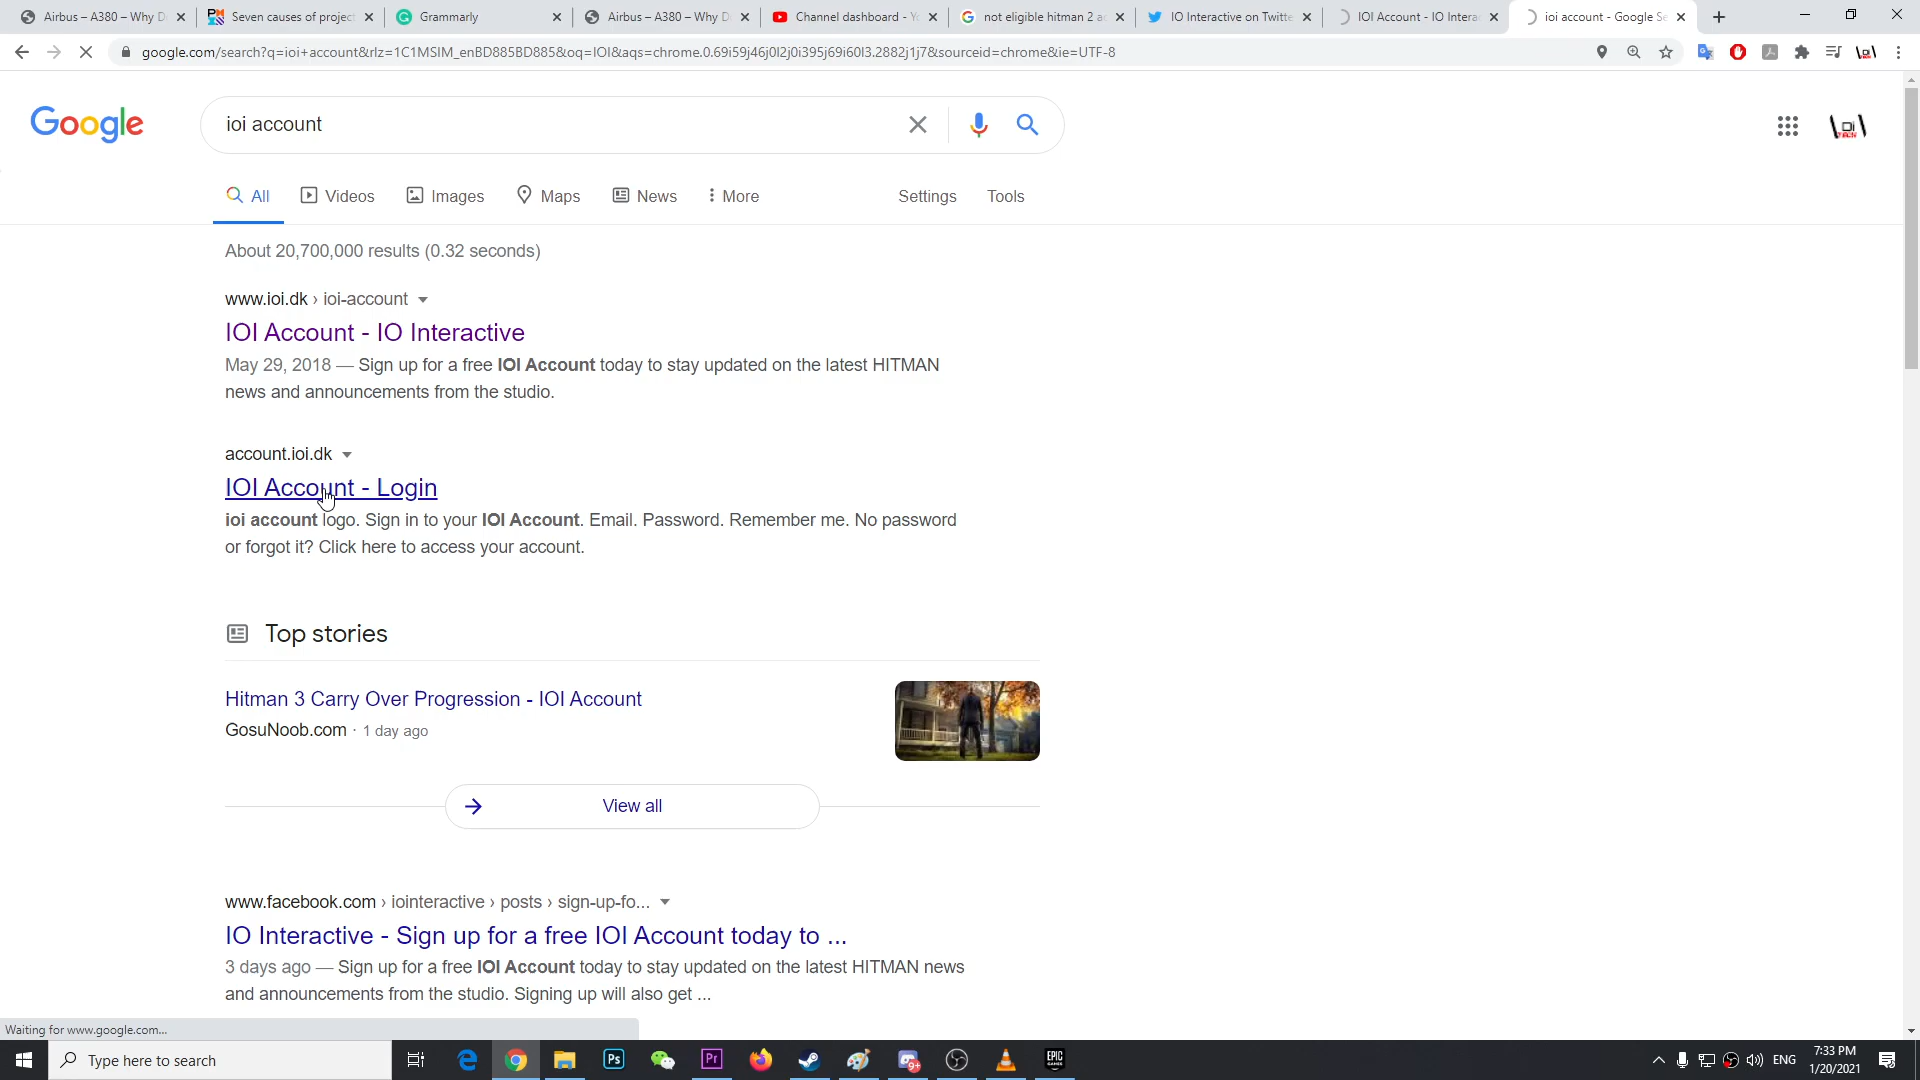 Airbus – A380 – Why D
Seven causes of project
Grammarly
Airbus – A380 – Why D
Channel dashboard - Y
not eligible hitman 2 a
IO Interactive on Twitte
IOI Account - IO Intera
ioi account - Google Se
google.com/search?q=ioi+account&rlz=1C1MSIM_enBD885BD885&oq=IOI&aqs=chrome.0.69i59j46j0l2j0i395j69i60l3.2882j1j7&sourceid=chrome&ie=UTF-8
Google
ioi account
All
Videos
Images
Maps
News
More
Settings
Tools
About 20,700,000 results (0.32 seconds)
www.ioi.dk › ioi-account
IOI Account - IO Interactive
May 29, 2018 — Sign up for a free IOI Account today to stay updated on the latest HITMAN
news and announcements from the studio.
account.ioi.dk
IOI Account - Login
ioi account logo. Sign in to your IOI Account. Email. Password. Remember me. No password
or forgot it? Click here to access your account.
Top stories
Hitman 3 Carry Over Progression - IOI Account
GosuNoob.com · 1 day ago
View all
www.facebook.com › iointeractive › posts › sign-up-fo...
IO Interactive - Sign up for a free IOI Account today to ...
3 days ago — Sign up for a free IOI Account today to stay updated on the latest HITMAN news
and announcements from the studio. Signing up will also get ...
Waiting for www.google.com...
Type here to search
Ps
Pr
9+
EPIC
GAMES
ENG
7:33 PM
1/20/2021